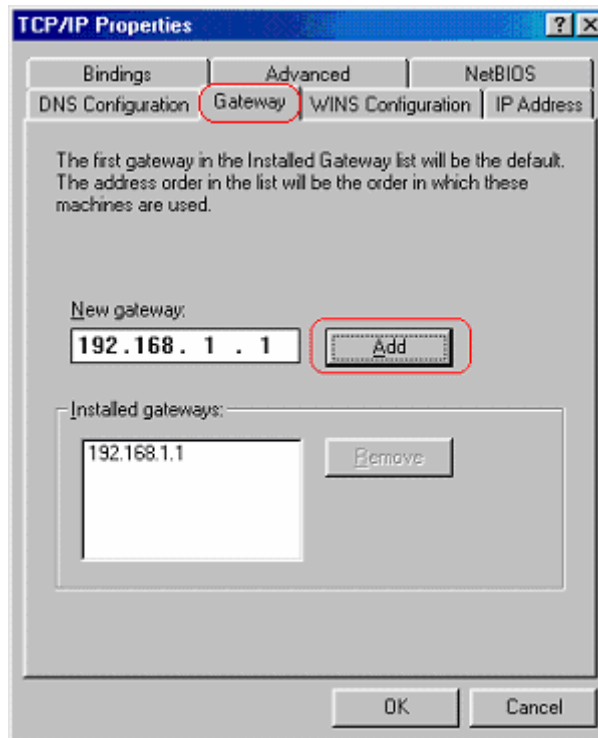 TCP/IP Properties
Bindings Advanced NetBIOS
DNS Configuration Gateway WINS Configuration IP Address
The first gateway in the Installed Gateway list will be the default.
The address order in the list will be the order in which these
machines are used.
New gateway:
192.168. 1 . 1 Add
Installed gateways:
192.168.1.1 Remove
OK Cancel